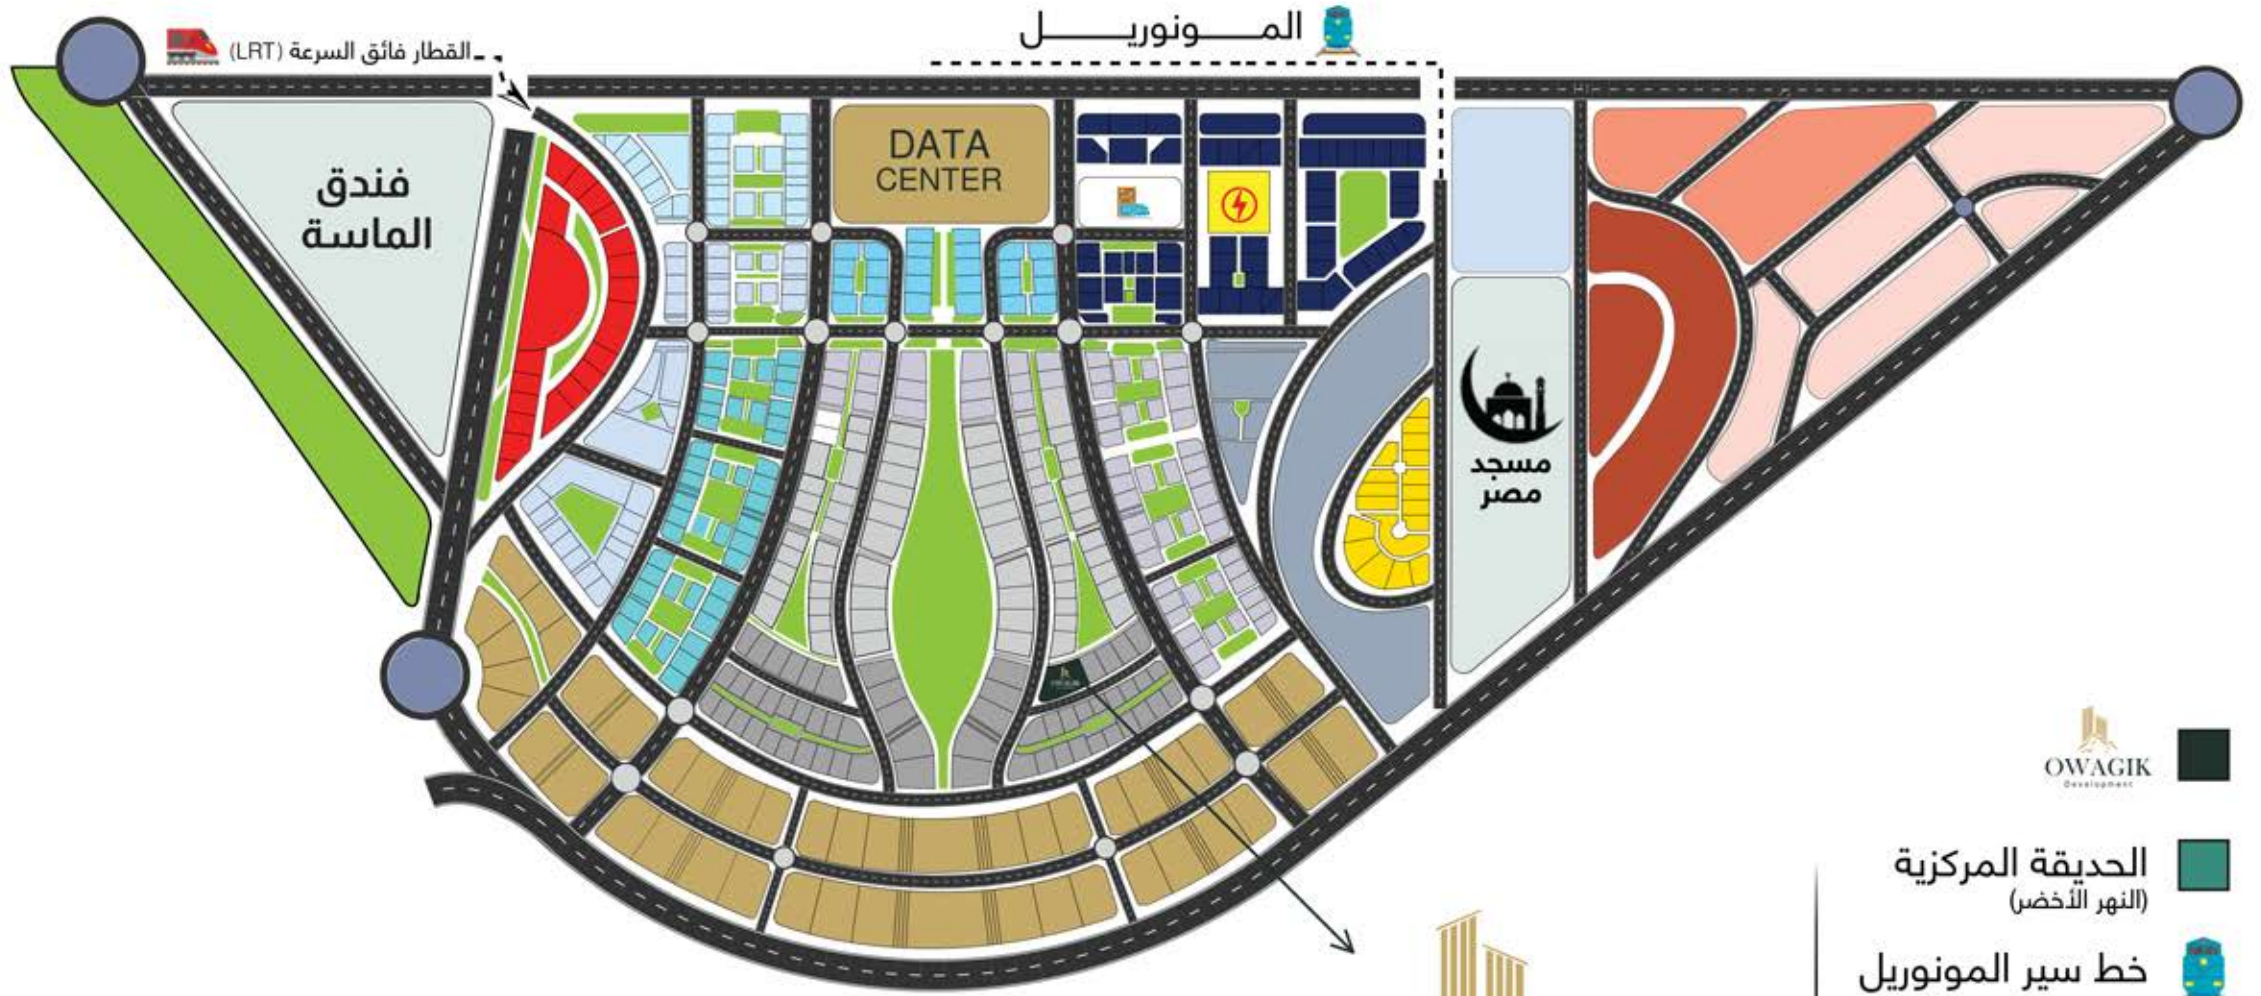 المـــونوريـــــل
القطار فائق السرعة (LRT)
فندق
الماسة
DATA
CENTER
مسجد
مصر
OWAGIK
Development
الحديقة المركزية
(النهر الأخضر)
خط سير المونوريل